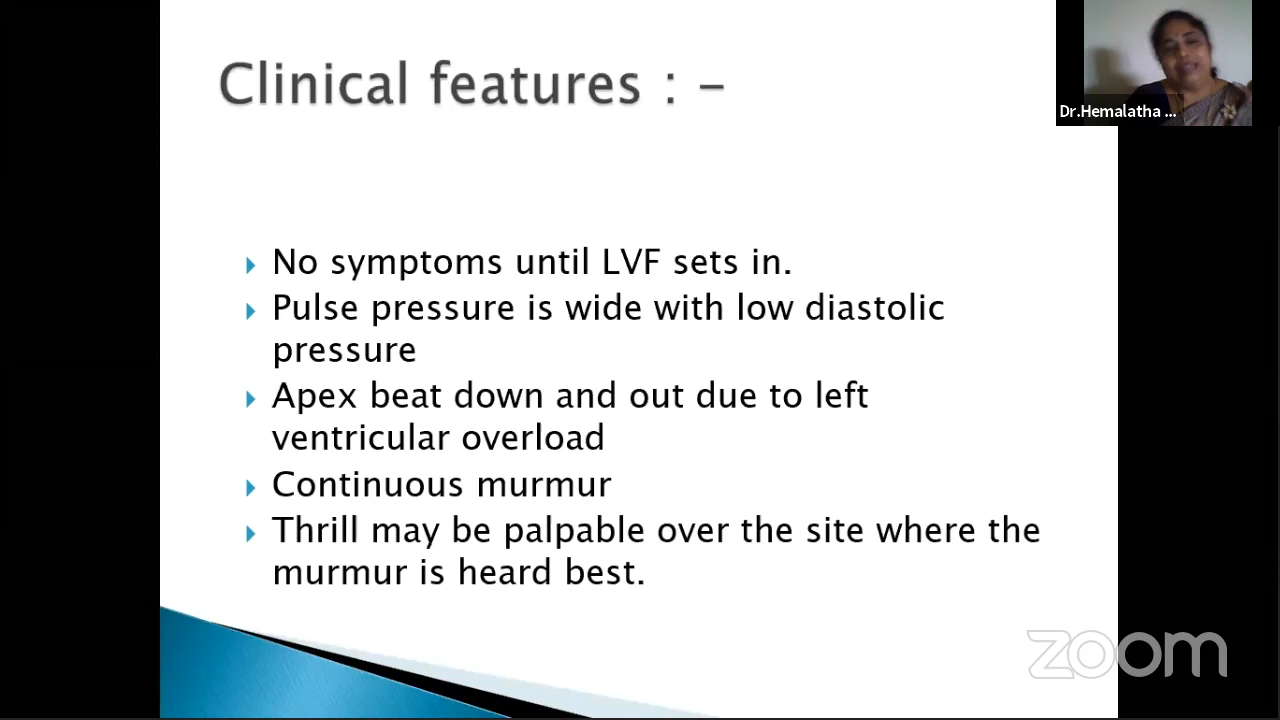 Clinical features : –
Dr.Hemalatha ...
No symptoms until LVF sets in.
Pulse pressure is wide with low diastolic
pressure
Apex beat down and out due to left
ventricular overload
Continuous murmur
Thrill may be palpable over the site where the
murmur is heard best.
zoom